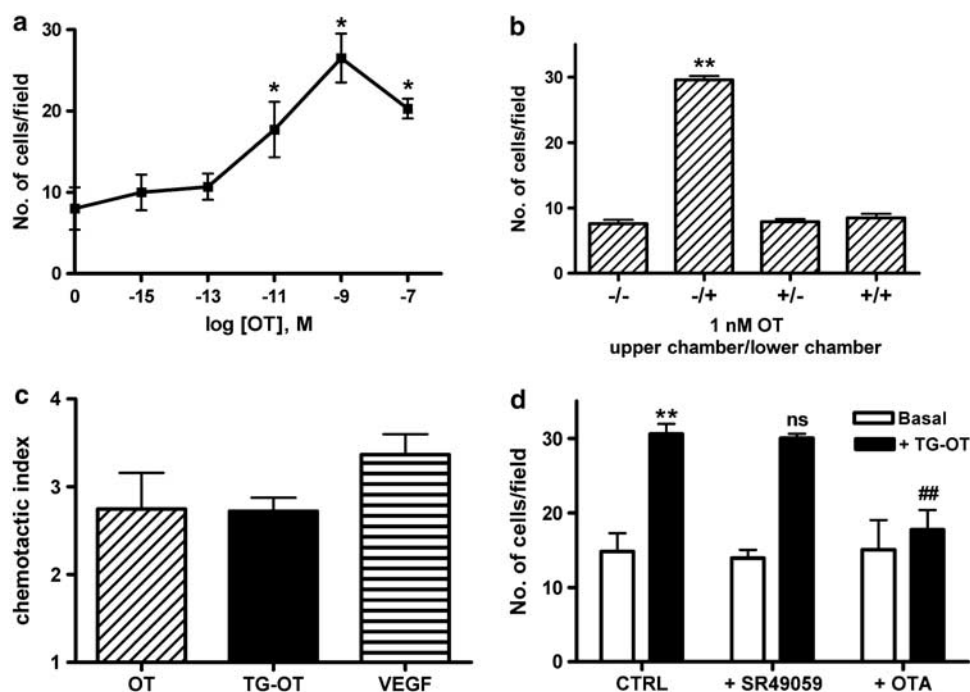 a
No. of cells/field
30
20
10
0
*
*
*
0 -15 -13 -11 -9 -7
log [OT], M
b
No. of cells/field
30
20
10
0
**
-/- -/+ +/- +/+
1 nM OT
upper chamber/lower chamber
c
chemotactic index
4
3
2
1
OT TG-OT VEGF
d
No. of cells/field
30
20
10
0
**
ns
##
Basal
+ TG-OT
CTRL + SR49059 + OTA